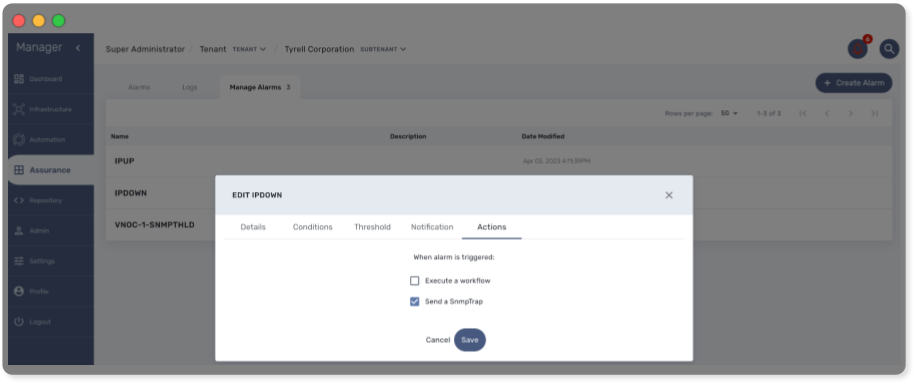 Manager
Super Administrator / Tenant TENANT / Tyrell Corporation SUBTENANT
6
Dashboard
Infrastructure
Automation
Assurance
Repository
Admin
Settings
Profile
Logout
Alarms Logs Manage Alarms 3
+ Create Alarm
Rows per page: 50 1-3 of 3
Name Description Date Modified
IPUP Apr 03, 2023 4:11:39PM
IPDOWN
VNOC-1-SNMPTHLD
EDIT IPDOWN
Details Conditions Threshold Notification Actions
When alarm is triggered:
Execute a workflow
Send a SnmpTrap
Cancel Save